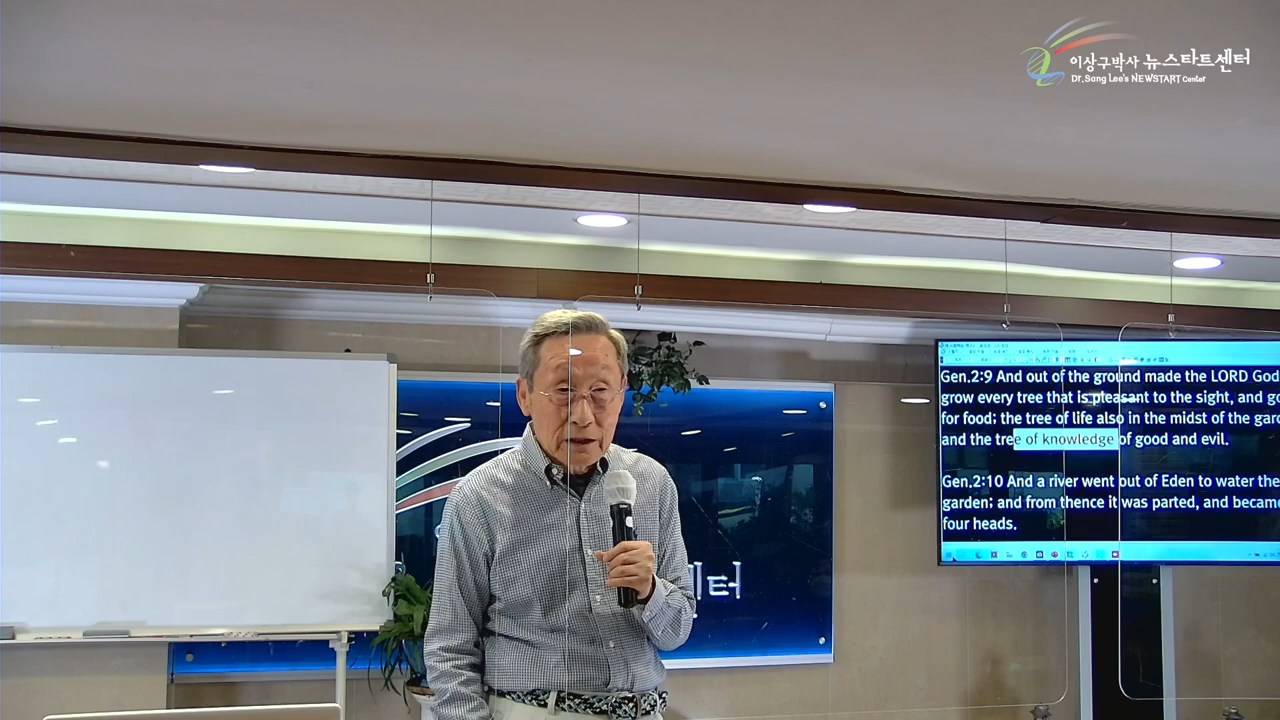 이상구박사 뉴스타트센터
Dr. Sang Lee's NEWSTART Center
Gen.2:9 And out of the ground made the LORD God
grow every tree that is pleasant to the sight, and
for food; the tree of life also in the midst of the
and the tree of knowledge of good and evil.
Gen.2:10 And a river went out of Eden to water the
garden; and from thence it was parted, and became
four heads.
터